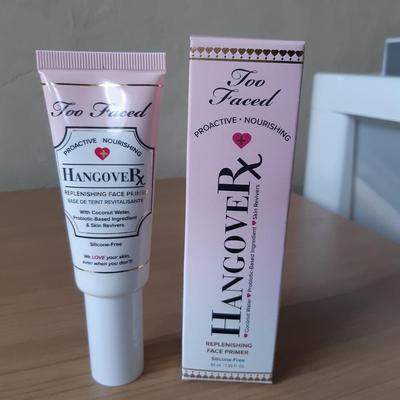 Too Faced
PROACTIVE • NOURISHING
HANGOVERx
REPLENISHING FACE PRIMER
BASE DE TEINT REVITALISANTE
With Coconut Water,
Probiotic-Based Ingredient
& Skin Revivers
Silicone-Free
We LOVE your skin,
even when you don't!
Too
Faced
PROACTIVE • NOURISHING
HANGOVERx
Coconut Water ♥ Probiotic-Based Ingredient ♥ Skin Revivers
REPLENISHING
FACE PRIMER
Silicone-Free